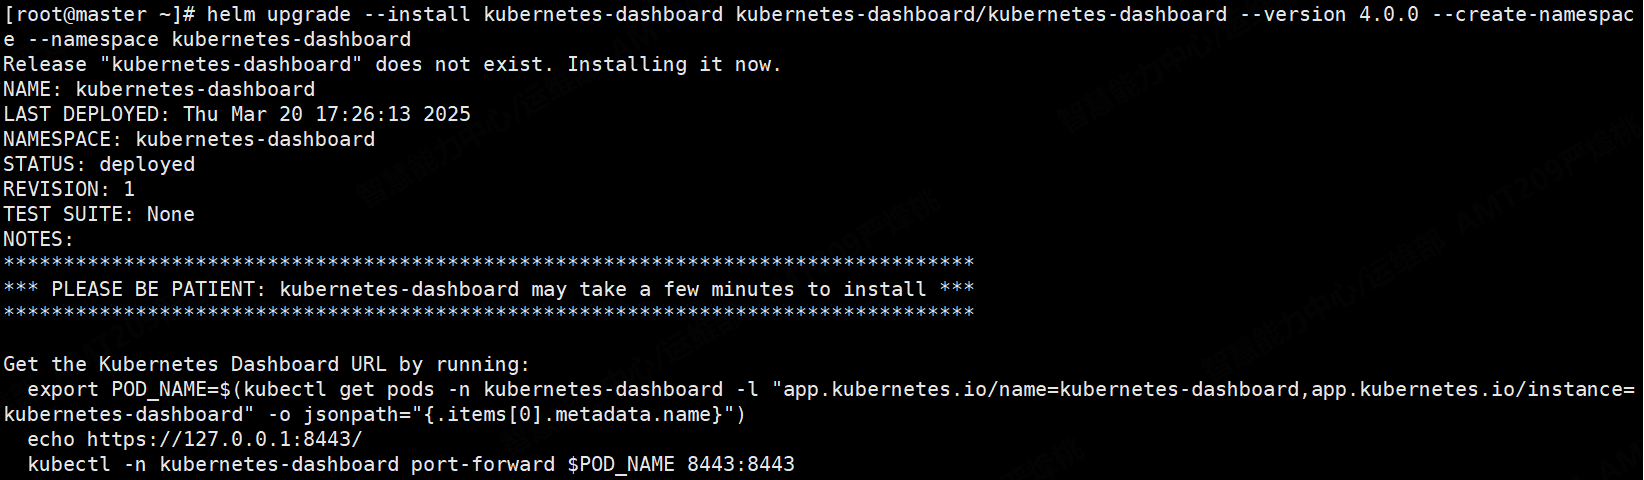 [root@master ~]# helm upgrade --install kubernetes-dashboard kubernetes-dashboard/kubernetes-dashboard --version 4.0.0 --create-namespac
e --namespace kubernetes-dashboard
Release "kubernetes-dashboard" does not exist. Installing it now.
NAME: kubernetes-dashboard
LAST DEPLOYED: Thu Mar 20 17:26:13 2025
NAMESPACE: kubernetes-dashboard
STATUS: deployed
REVISION: 1
TEST SUITE: None
NOTES:
*********************************************************************************
*** PLEASE BE PATIENT: kubernetes-dashboard may take a few minutes to install ***
*********************************************************************************

Get the Kubernetes Dashboard URL by running:
  export POD_NAME=$(kubectl get pods -n kubernetes-dashboard -l "app.kubernetes.io/name=kubernetes-dashboard,app.kubernetes.io/instance=
kubernetes-dashboard" -o jsonpath="{.items[0].metadata.name}")
  echo https://127.0.0.1:8443/
  kubectl -n kubernetes-dashboard port-forward $POD_NAME 8443:8443